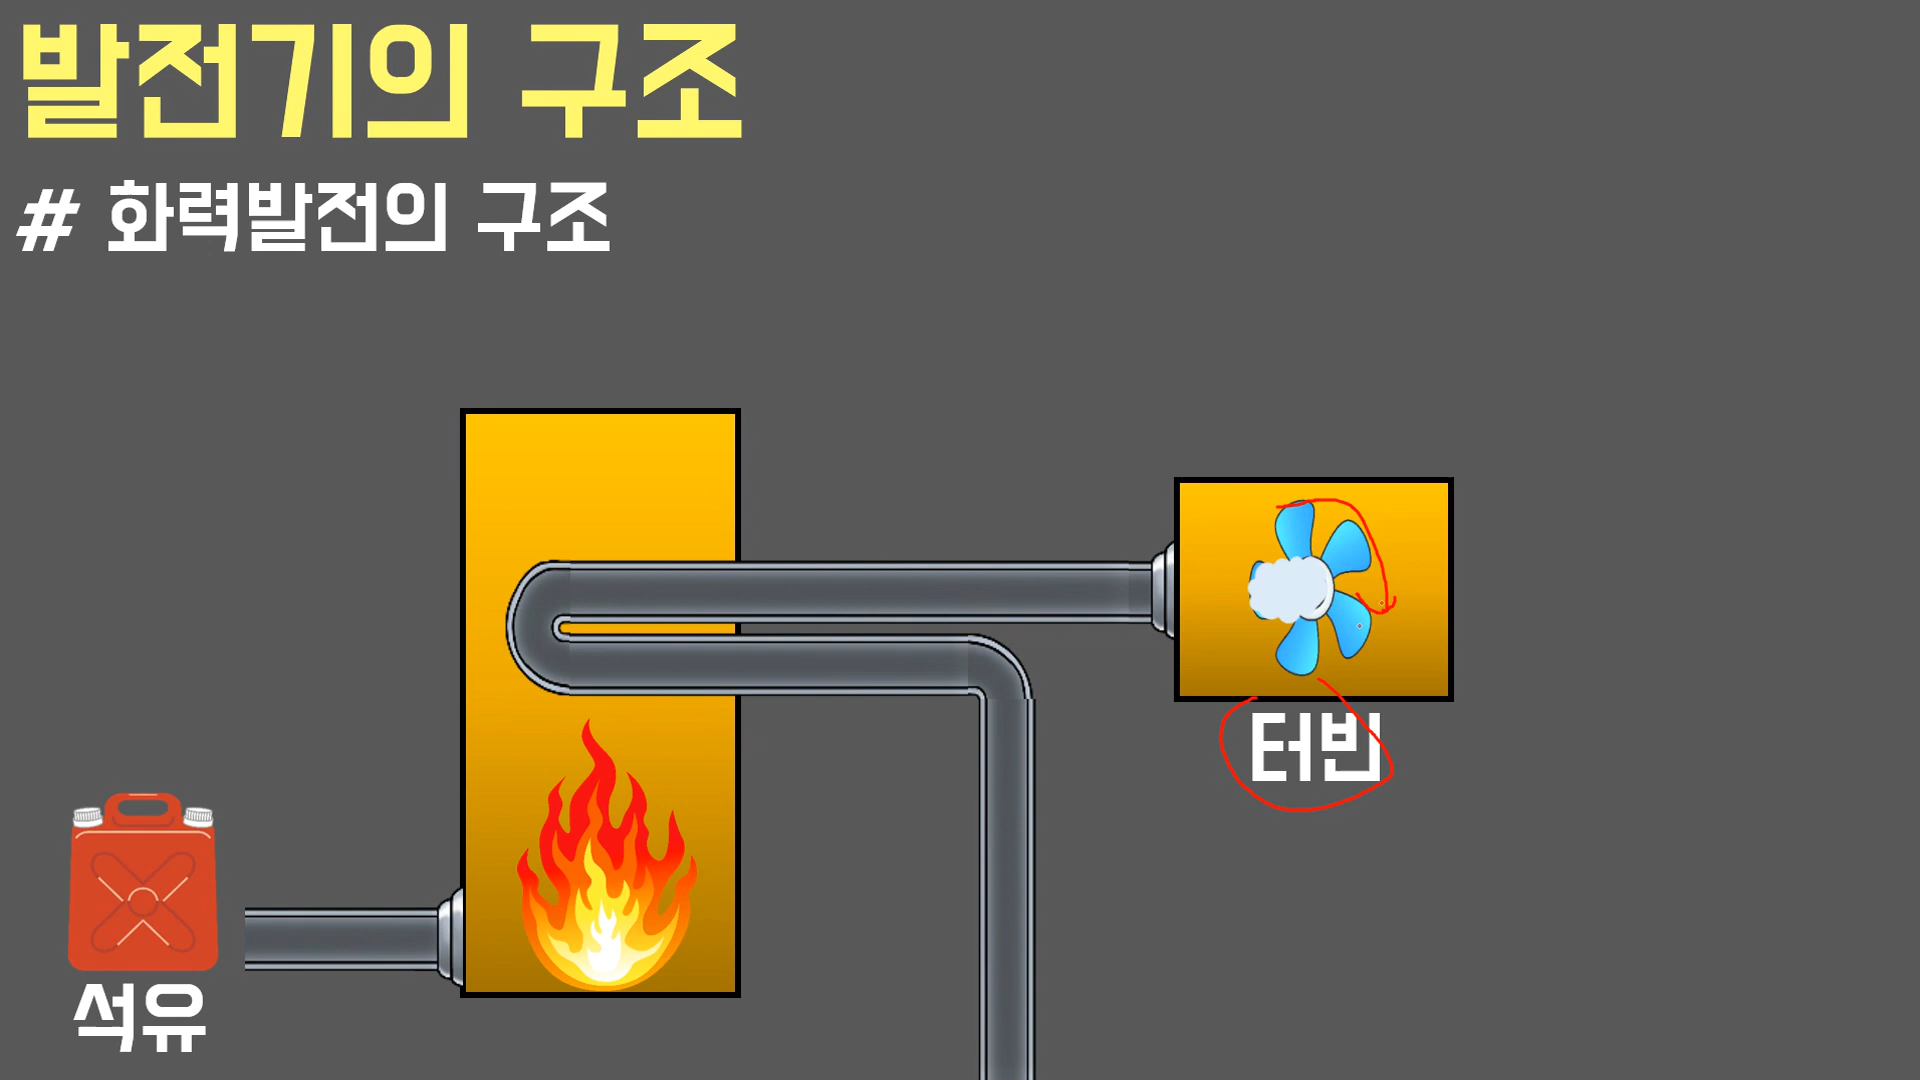 발전기의 구조
# 화력발전의 구조
터빈
석유